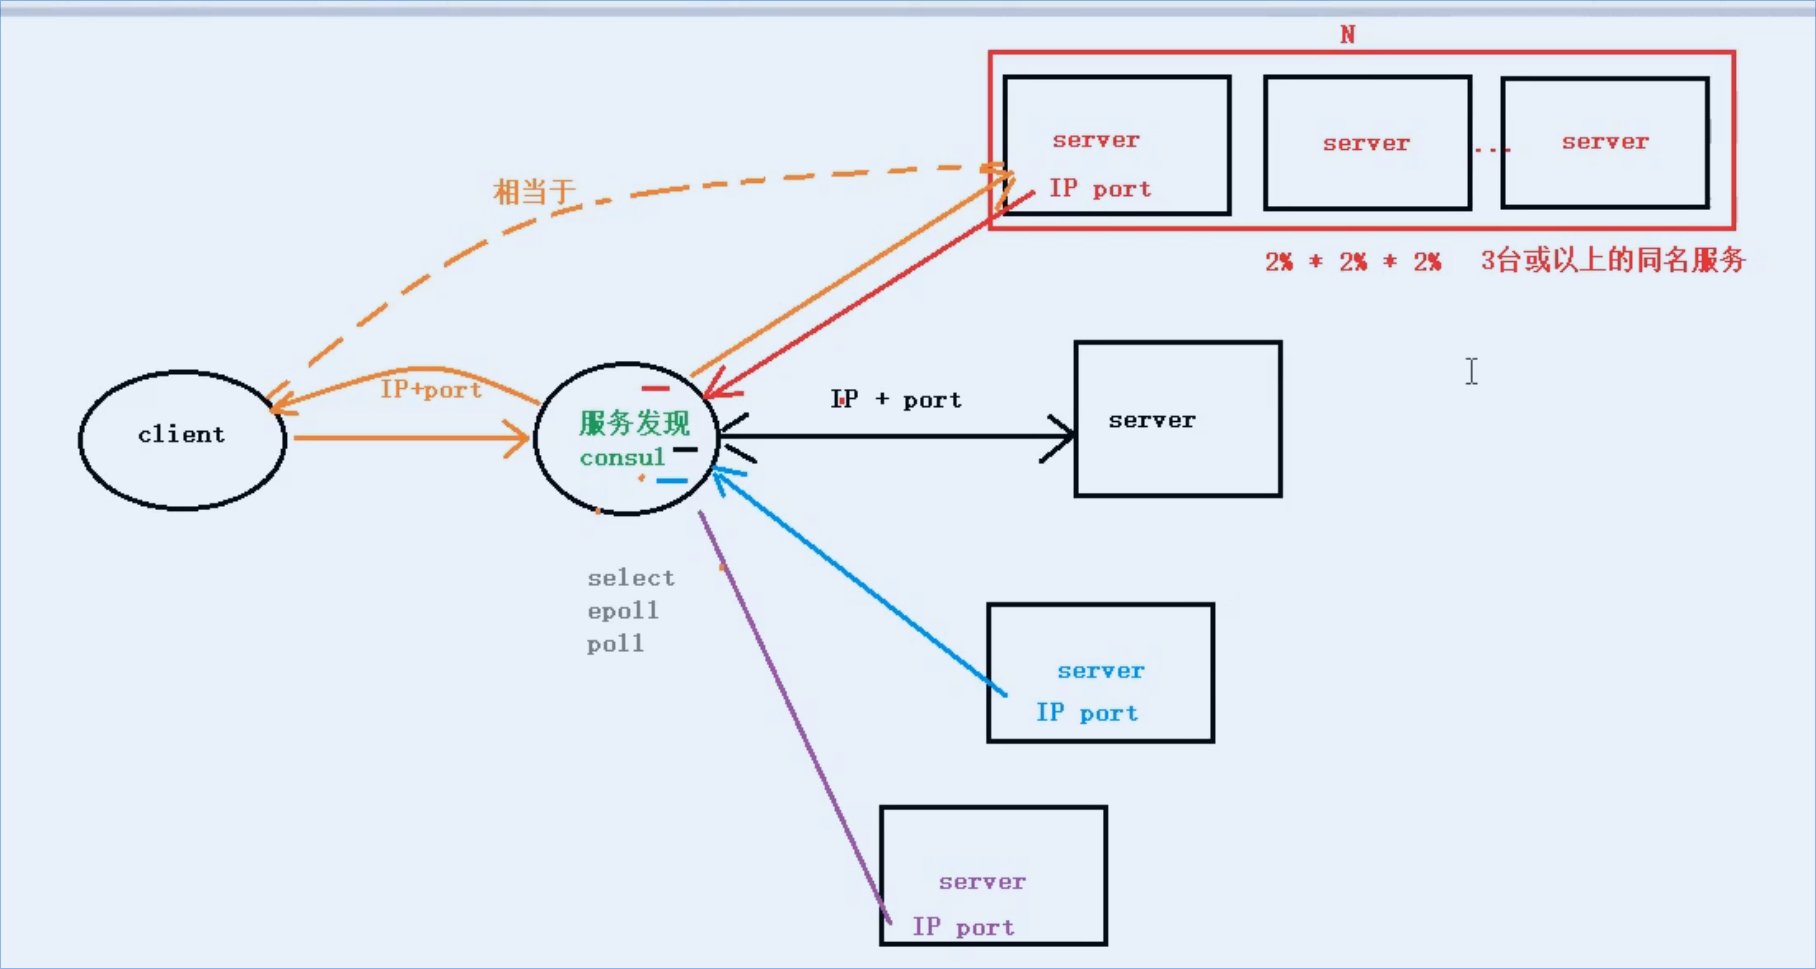 N
server
server
...
server
相当于
IP port
2% * 2% * 2%
3台或以上的同名服务
IP+port
client
服务发现
consul
IP + port
server
select
epoll
poll
server
IP port
server
IP port